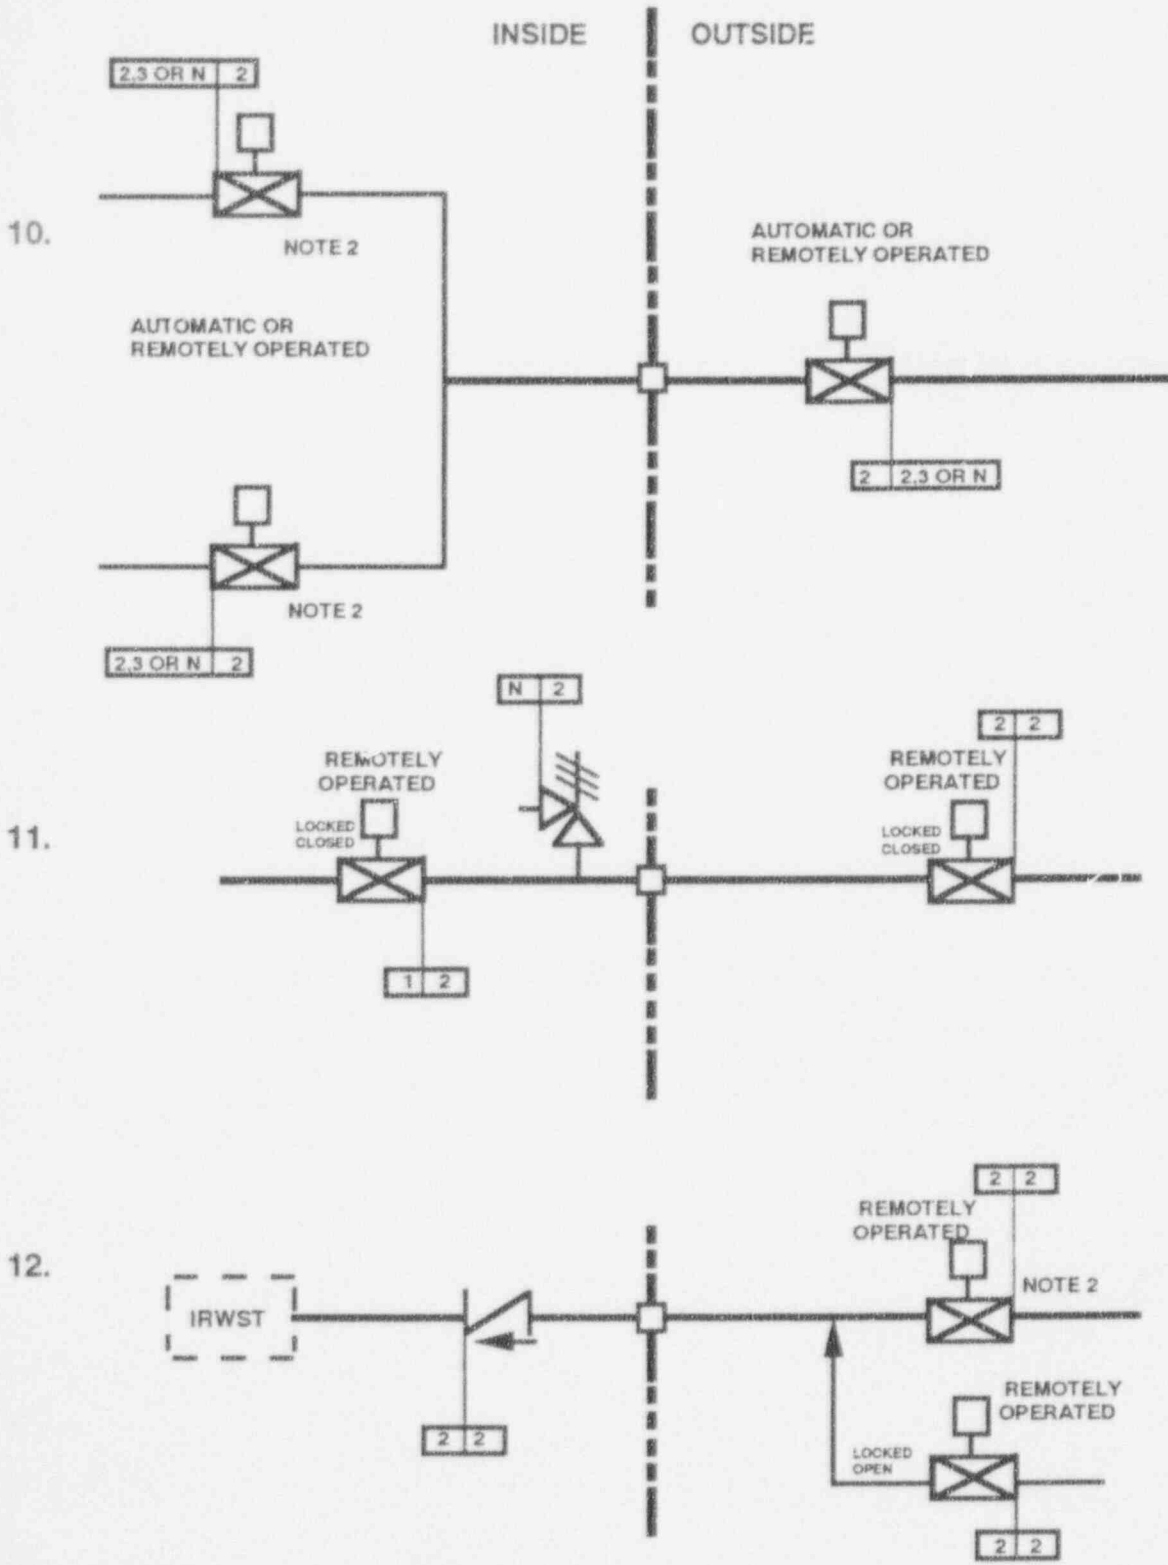 INSIDE
OUTSIDE
10.
2,3 OR N 2
NOTE 2
AUTOMATIC OR
REMOTELY OPERATED
AUTOMATIC OR
REMOTELY OPERATED
2 2,3 OR N
NOTE 2
2,3 OR N 2
11.
N 2
REMOTELY
OPERATED
LOCKED
CLOSED
1 2
2 2
REMOTELY
OPERATED
LOCKED
CLOSED
12.
IRWST
2 2
2 2
REMOTELY
OPERATED
NOTE 2
REMOTELY
OPERATED
LOCKED
OPEN
2 2